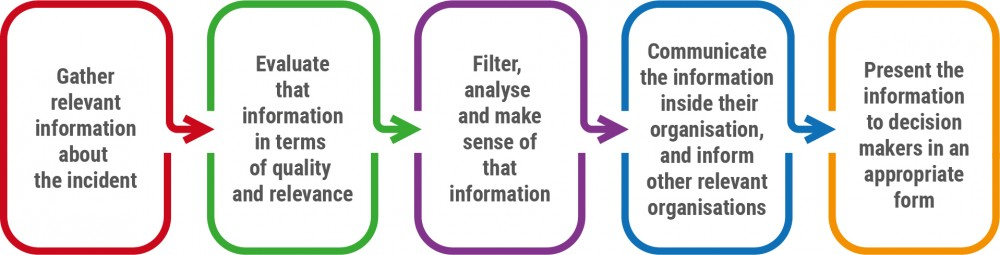 Gather
relevant
information
about
the incident
Evaluate
that
information
in terms
of quality
and relevance
Filter,
analyse
and make
sense of
that
information
Communicate
the information
inside their
organisation,
and inform
other relevant
organisations
Present the
information
to decision
makers in an
appropriate
form